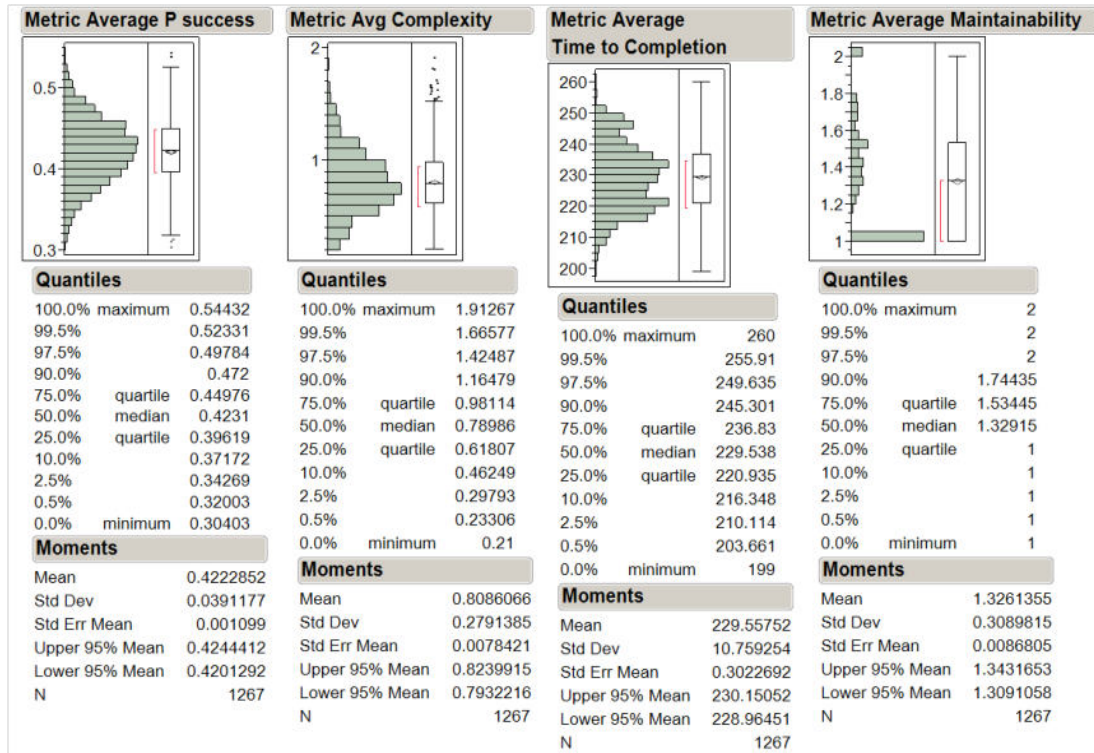 Metric Average P success
0.5
0.4
0.3
Quantiles
100.0% maximum 0.54432
99.5% 0.52331
97.5% 0.49784
90.0% 0.472
75.0% quartile 0.44976
50.0% median 0.4231
25.0% quartile 0.39619
10.0% 0.37172
2.5% 0.34269
0.5% 0.32003
0.0% minimum 0.30403
Moments
Mean 0.4222852
Std Dev 0.0391177
Std Err Mean 0.001099
Upper 95% Mean 0.4244412
Lower 95% Mean 0.4201292
N 1267
Metric Avg Complexity
2
1
Quantiles
100.0% maximum 1.91267
99.5% 1.66577
97.5% 1.42487
90.0% 1.16479
75.0% quartile 0.98114
50.0% median 0.78986
25.0% quartile 0.61807
10.0% 0.46249
2.5% 0.29793
0.5% 0.23306
0.0% minimum 0.21
Moments
Mean 0.8086066
Std Dev 0.2791385
Std Err Mean 0.0078421
Upper 95% Mean 0.8239915
Lower 95% Mean 0.7932216
N 1267
Metric Average
Time to Completion
260
250
240
230
220
210
200
Quantiles
100.0% maximum 260
99.5% 255.91
97.5% 249.635
90.0% 245.301
75.0% quartile 236.83
50.0% median 229.538
25.0% quartile 220.935
10.0% 216.348
2.5% 210.114
0.5% 203.661
0.0% minimum 199
Moments
Mean 229.55752
Std Dev 10.759254
Std Err Mean 0.3022692
Upper 95% Mean 230.15052
Lower 95% Mean 228.96451
N 1267
Metric Average Maintainability
2
1.8
1.6
1.4
1.2
1
Quantiles
100.0% maximum 2
99.5% 2
97.5% 2
90.0% 1.74435
75.0% quartile 1.53445
50.0% median 1.32915
25.0% quartile 1
10.0% 1
2.5% 1
0.5% 1
0.0% minimum 1
Moments
Mean 1.3261355
Std Dev 0.3089815
Std Err Mean 0.0086805
Upper 95% Mean 1.3431653
Lower 95% Mean 1.3091058
N 1267